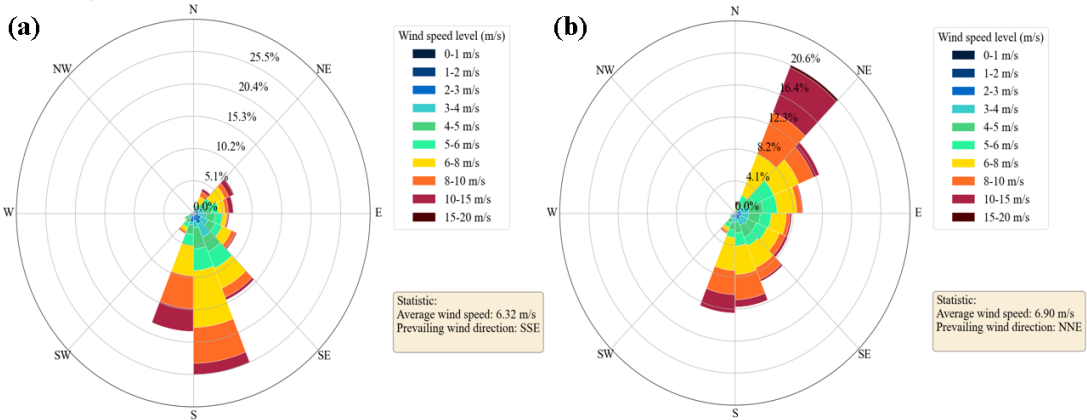 (a)
N
NE
E
SE
S
SW
W
NW
25.5%
20.4%
15.3%
10.2%
5.1%
0.0%
Wind speed level (m/s)
0-1 m/s
1-2 m/s
2-3 m/s
3-4 m/s
4-5 m/s
5-6 m/s
6-8 m/s
8-10 m/s
10-15 m/s
15-20 m/s
Statistic:
Average wind speed: 6.32 m/s
Prevailing wind direction: SSE
(b)
N
NE
E
SE
S
SW
W
NW
20.6%
16.4%
12.3%
8.2%
4.1%
0.0%
Wind speed level (m/s)
0-1 m/s
1-2 m/s
2-3 m/s
3-4 m/s
4-5 m/s
5-6 m/s
6-8 m/s
8-10 m/s
10-15 m/s
15-20 m/s
Statistic:
Average wind speed: 6.90 m/s
Prevailing wind direction: NNE